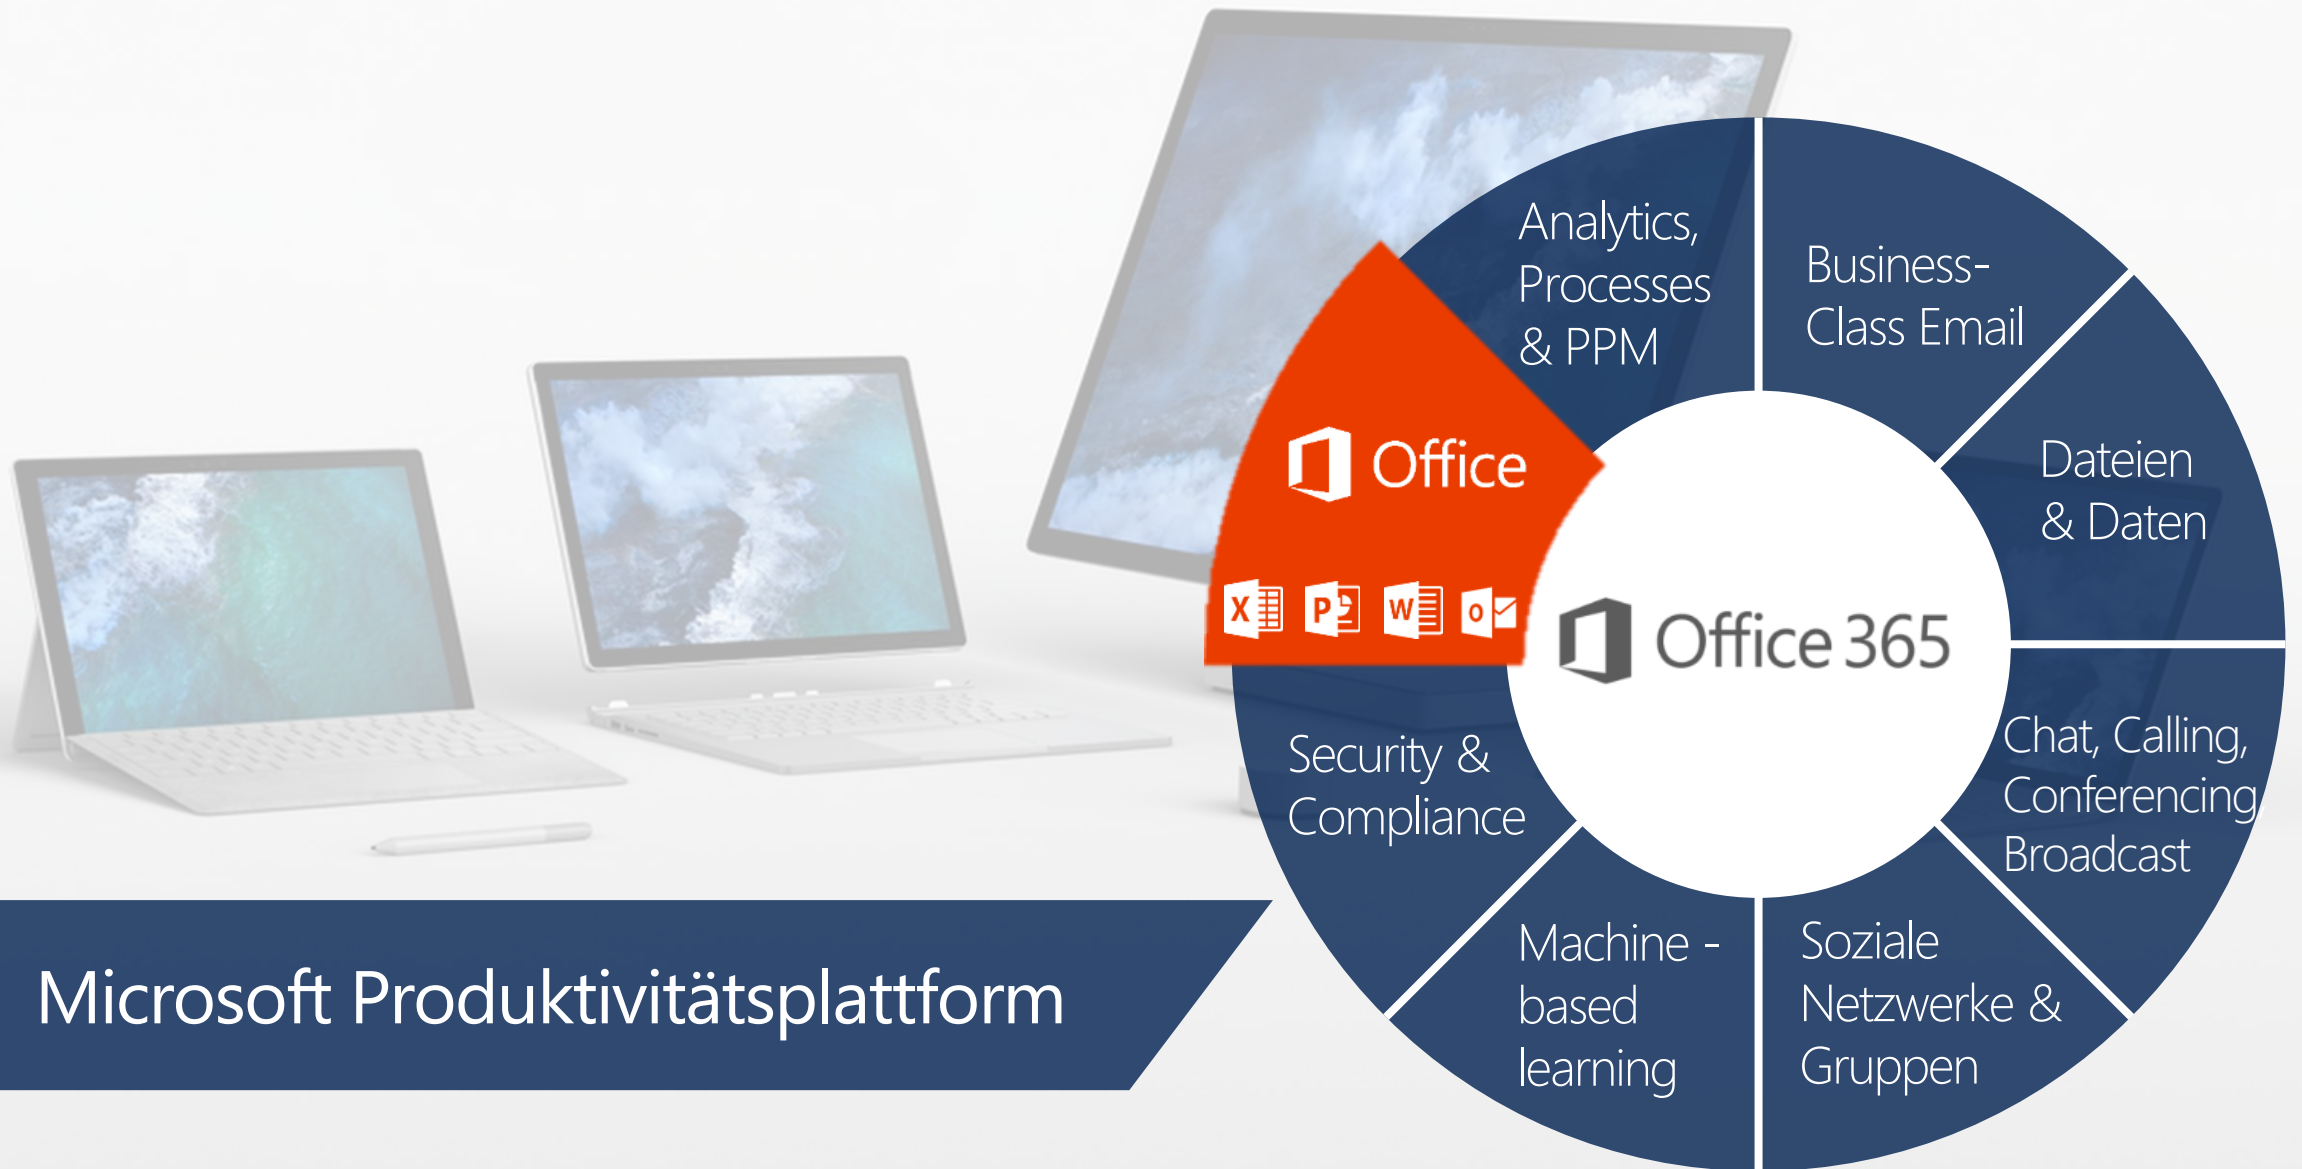 Analytics,
Processes
& PPM
Business-
Class Email
Dateien
& Daten
Chat, Calling,
Conferencing
Broadcast
Soziale
Netzwerke &
Gruppen
Machine -
based
learning
Security &
Compliance
Office
X P W O
Office 365
Microsoft Produktivitätsplattform